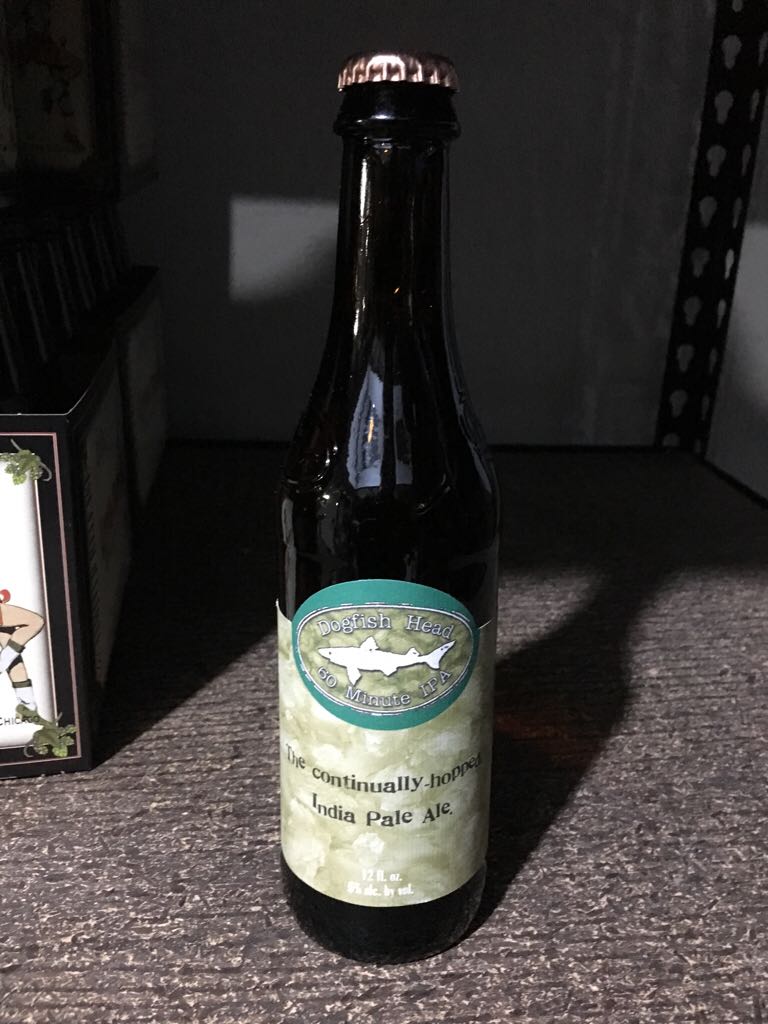 Dogfish Head
60 Minute IPA
The continually-hopped
India Pale Ale.
12 fl. oz.
6% alc. by vol.
CHICAGO